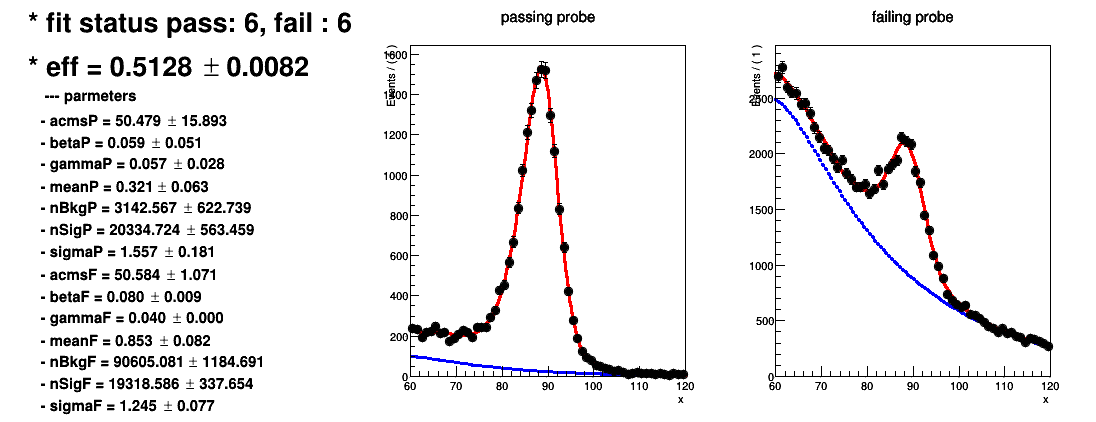 * fit status pass: 6, fail : 6
* eff = 0.5128 ± 0.0082
--- parmeters
- acmsP = 50.479 ± 15.893
- betaP = 0.059 ± 0.051
- gammaP = 0.057 ± 0.028
- meanP = 0.321 ± 0.063
- nBkgP = 3142.567 ± 622.739
- nSigP = 20334.724 ± 563.459
- sigmaP = 1.557 ± 0.181
- acmsF = 50.584 ± 1.071
- betaF = 0.080 ± 0.009
- gammaF = 0.040 ± 0.000
- meanF = 0.853 ± 0.082
- nBkgF = 90605.081 ± 1184.691
- nSigF = 19318.586 ± 337.654
- sigmaF = 1.245 ± 0.077
passing probe
Events / ( 1 )
1600
1400
1200
1000
800
600
400
200
0
60 70 80 90 100 110 120
x
failing probe
Events / ( 1 )
2500
2000
1500
1000
500
0
60 70 80 90 100 110 120
x